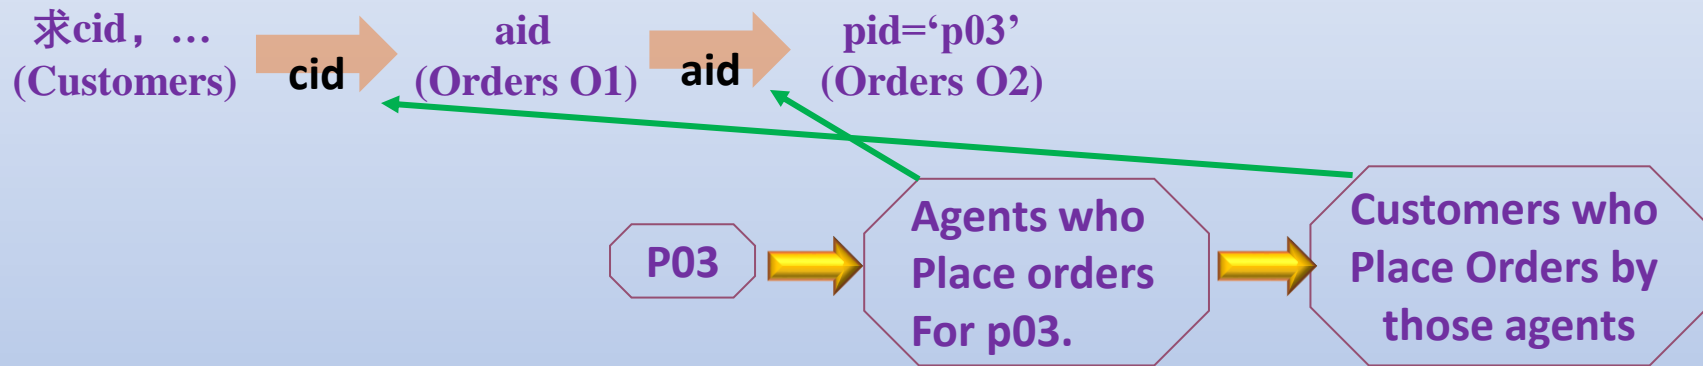 求cid，…
(Customers)
cid
aid
(Orders O1)
aid
pid=‘p03’
(Orders O2)
P03
Agents who
Place orders
For p03.
Customers who
Place Orders by
those agents